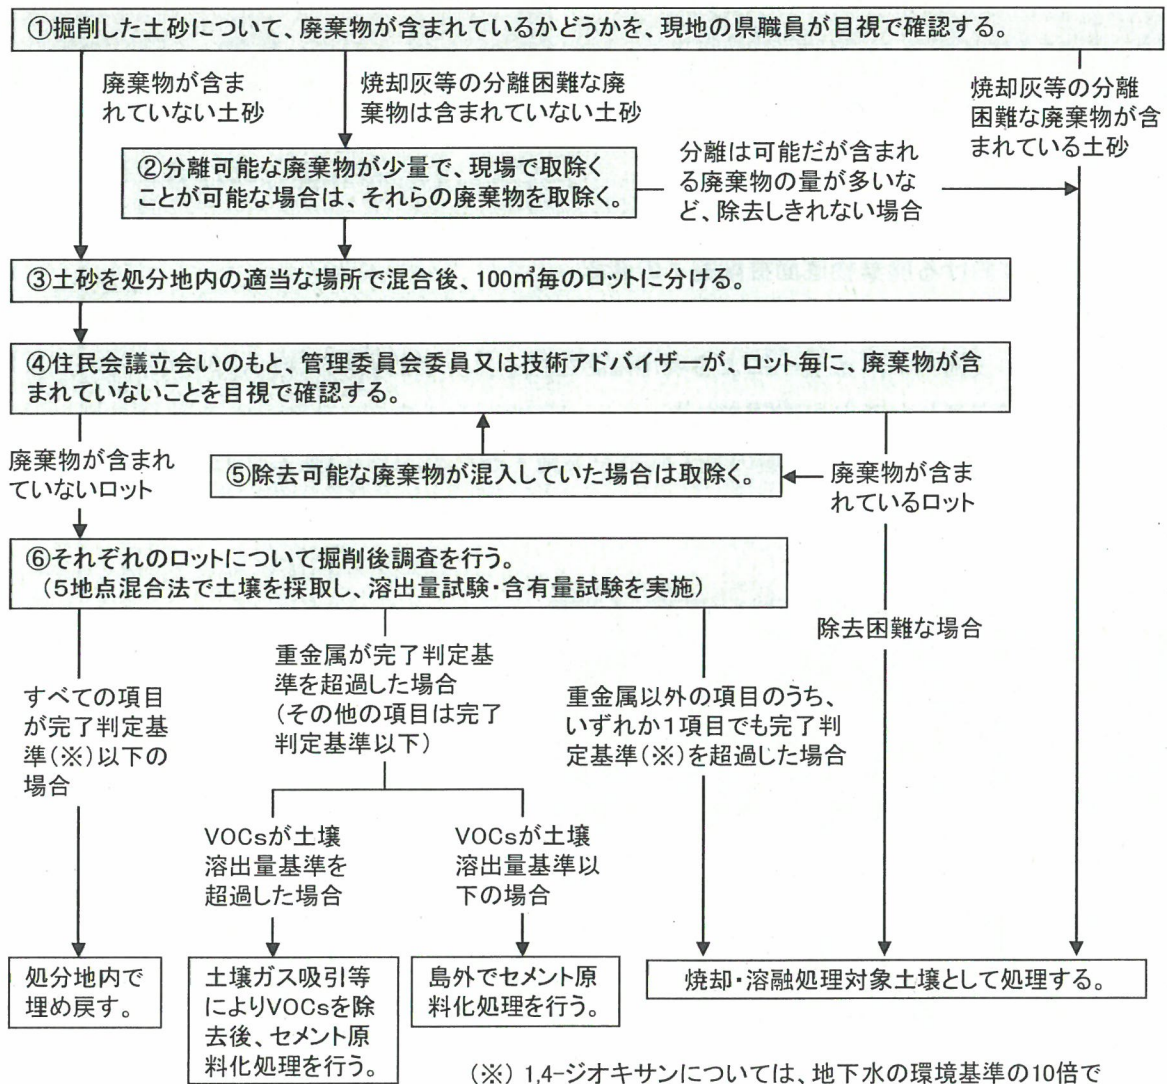 ①掘削した土砂について、廃棄物が含まれているかどうかを、現地の県職員が目視で確認する。
廃棄物が含ま
れていない土砂
焼却灰等の分離困難な廃
棄物は含まれていない土砂
焼却灰等の分離
困難な廃棄物が含
まれている土砂
②分離可能な廃棄物が少量で、現場で取除く
ことが可能な場合は、それらの廃棄物を取除く。
分離は可能だが含まれ
る廃棄物の量が多いな
ど、除去しきれない場合
③土砂を処分地内の適当な場所で混合後、100㎥毎のロットに分ける。
④住民会議立会いのもと、管理委員会委員又は技術アドバイザーが、ロット毎に、廃棄物が含
まれていないことを目視で確認する。
廃棄物が含まれ
ていないロット
⑤除去可能な廃棄物が混入していた場合は取除く。
廃棄物が含ま
れているロット
⑥それぞれのロットについて掘削後調査を行う。
(5地点混合法で土壌を採取し、溶出量試験・含有量試験を実施)
除去困難な場合
すべての項目
が完了判定基
準(※)以下の
場合
重金属が完了判定基
準を超過した場合
(その他の項目は完了
判定基準以下)
重金属以外の項目のうち、
いずれか1項目でも完了判
定基準(※)を超過した場合
VOCsが土壌
溶出量基準を
超過した場合
VOCsが土壌
溶出量基準以
下の場合
処分地内で
埋め戻す。
土壌ガス吸引等
によりVOCsを除
去後、セメント原
料化処理を行う。
島外でセメント原
料化処理を行う。
焼却・溶融処理対象土壌として処理する。
(※) 1,4-ジオキサンについては、地下水の環境基準の10倍で